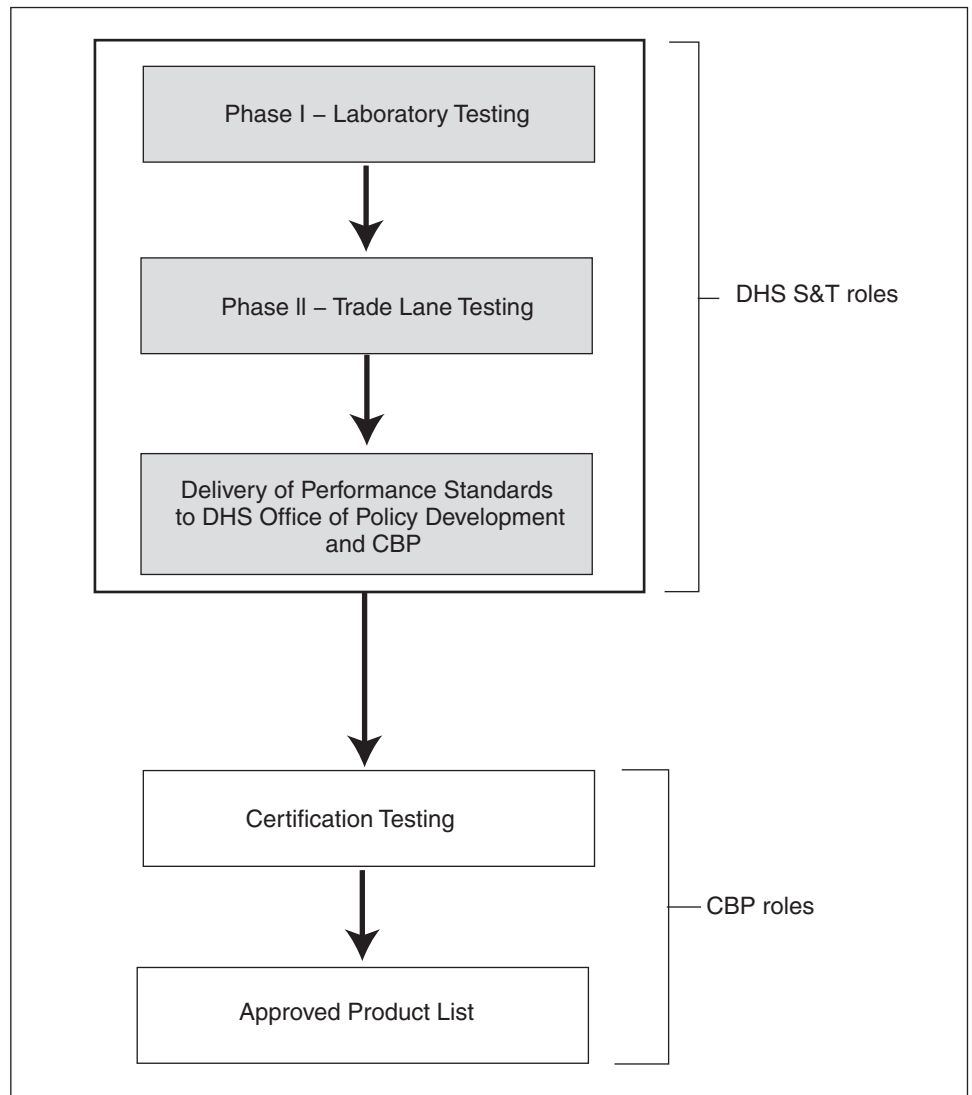 Phase I – Laboratory Testing
Phase II – Trade Lane Testing
DHS S&T roles
Delivery of Performance Standards
to DHS Office of Policy Development
and CBP
Certification Testing
CBP roles
Approved Product List